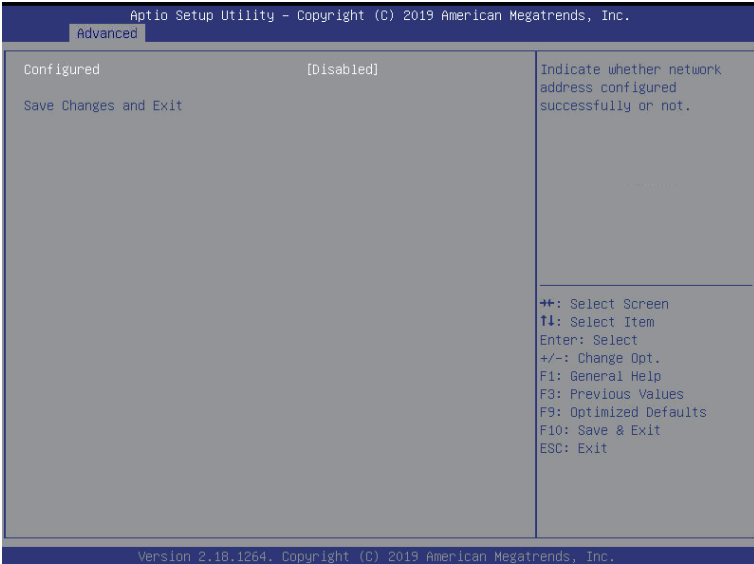 Aptio Setup Utility – Copyright (C) 2019 American Megatrends, Inc.
Advanced
Configured [Disabled]
Save Changes and Exit
Indicate whether network
address configured
successfully or not.
→←: Select Screen
↑↓: Select Item
Enter: Select
+/-: Change Opt.
F1: General Help
F3: Previous Values
F9: Optimized Defaults
F10: Save & Exit
ESC: Exit
Version 2.18.1264. Copyright (C) 2019 American Megatrends, Inc.